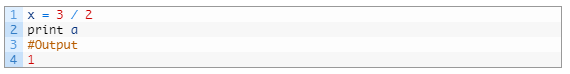 1 x = 3 / 2
2 print a
3 #Output
4 1